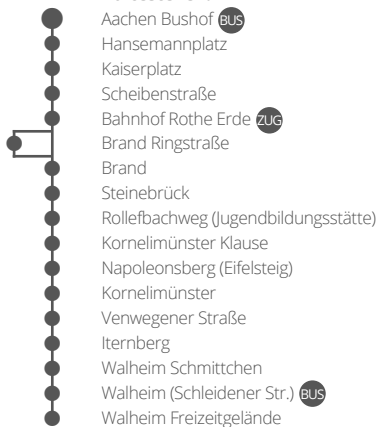 Aachen Bushof BUS
Hansemannplatz
Kaiserplatz
Scheibenstraße
Bahnhof Rothe Erde ZUG
Brand Ringstraße
Brand
Steinebrück
Rollefbachweg (Jugendbildungsstätte)
Kornelimünster Klause
Napoleonsberg (Eifelsteig)
Kornelimünster
Venwegener Straße
Iternberg
Walheim Schmittchen
Walheim (Schleidener Str.) BUS
Walheim Freizeitgelände